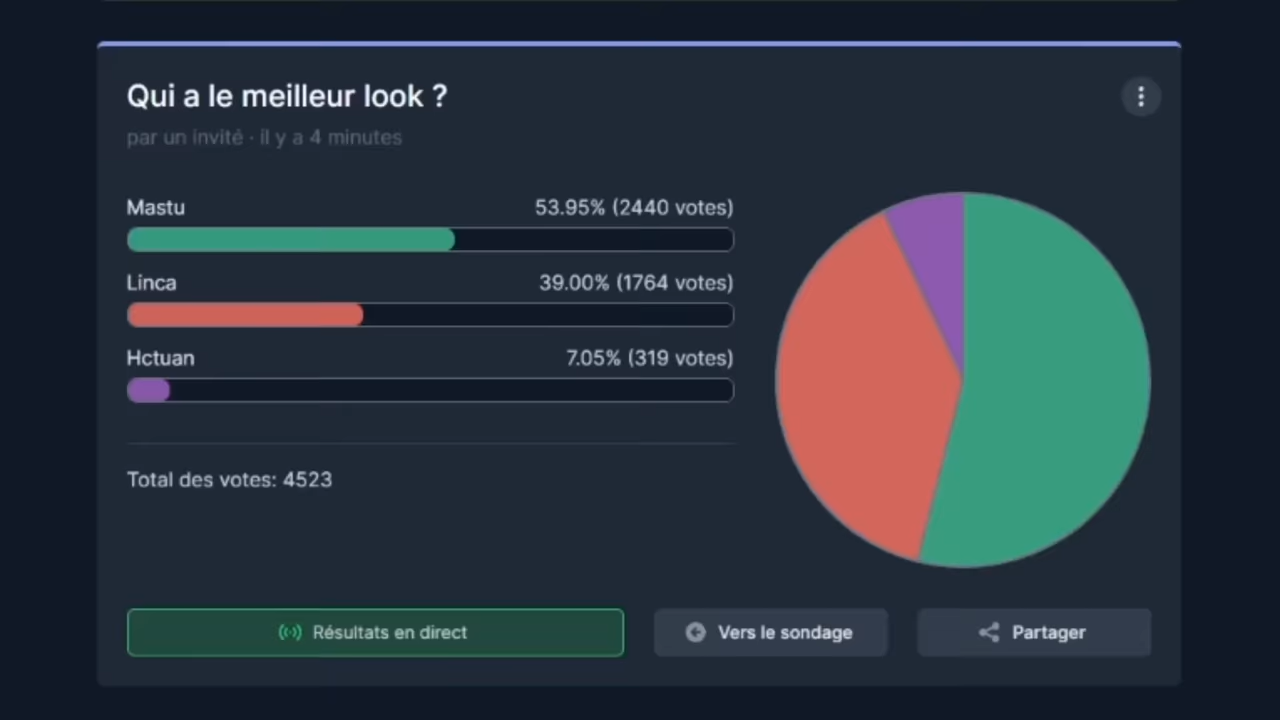 Qui a le meilleur look ?
par un invité · il y a 4 minutes
Mastu 53.95% (2440 votes)
Linca 39.00% (1764 votes)
Hctuan 7.05% (319 votes)
Total des votes: 4523
Résultats en direct
Vers le sondage
Partager